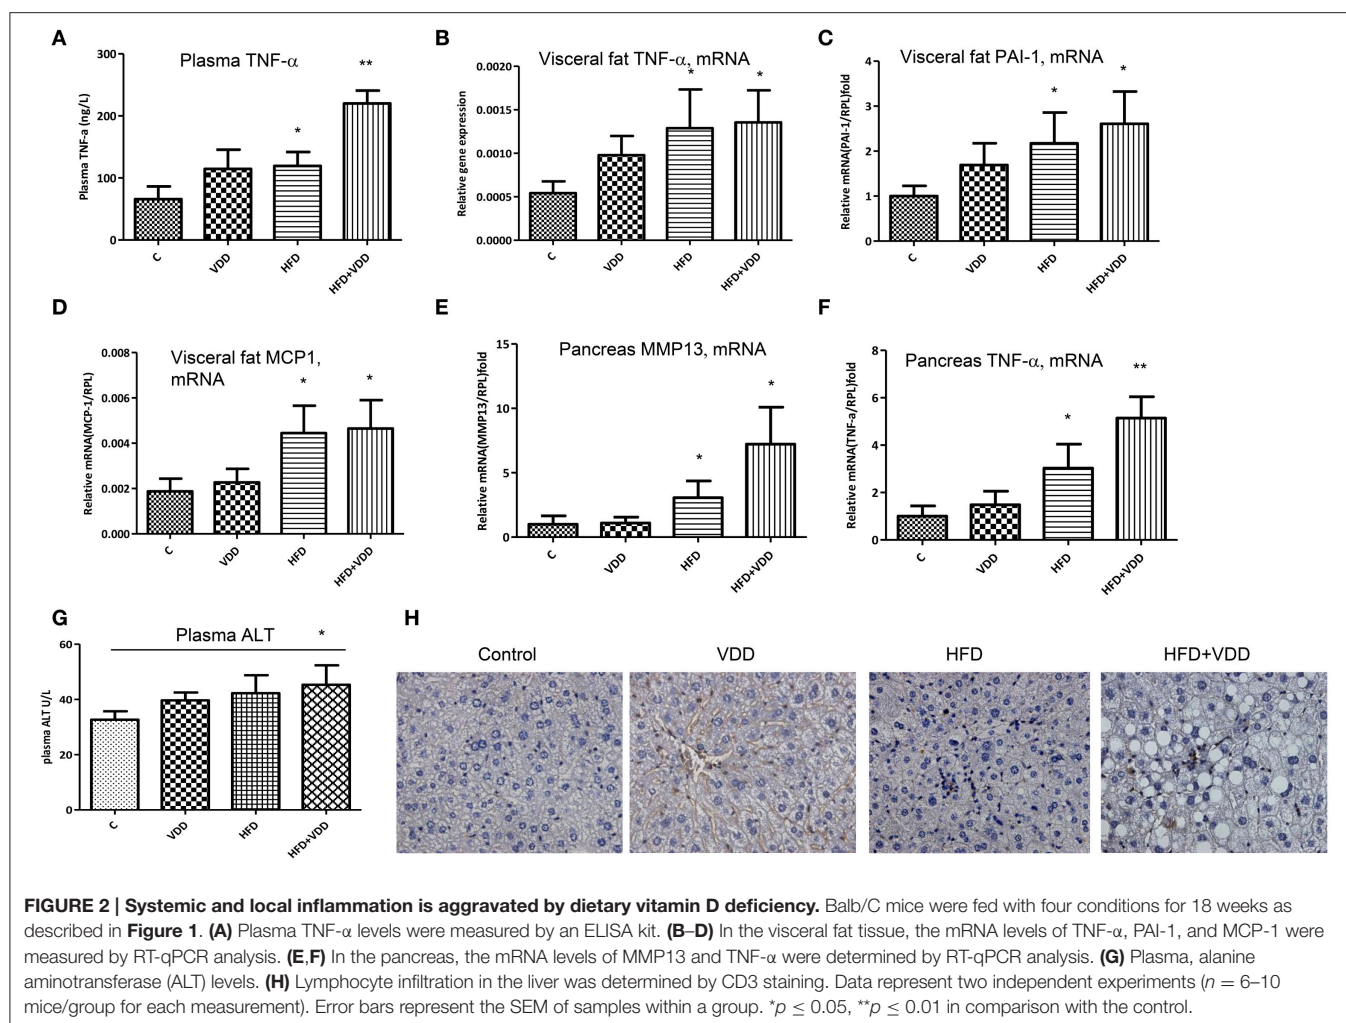 A
Plasma TNF-α
Plasma TNF-a (ng/L)
300
200
100
0
**
*
C
VDD
HFD
HFD+VDD
B
Visceral fat TNF-α, mRNA
Relative gene expression
0.0020
0.0015
0.0010
0.0005
0.0000
*
*
C
VDD
HFD
HFD+VDD
C
Visceral fat PAI-1, mRNA
Relative mRNA(PAI-1/RPL)fold
4
3
2
1
0
*
*
C
VDD
HFD
HFD+VDD
D
Visceral fat MCP1,
mRNA
Relative mRNA(MCP-1/RPL)
0.008
0.006
0.004
0.002
0.000
*
*
C
VDD
HFD
HFD+VDD
E
Pancreas MMP13, mRNA
Relative mRNA(MMP13/RPL)fold
15
10
5
0
*
*
C
VDD
HFD
HFD+VDD
F
Pancreas TNF-α, mRNA
Relative mRNA(TNF-a/RPL)fold
8
6
4
2
0
**
*
C
VDD
HFD
HFD+VDD
G
Plasma ALT
*
plasma ALT U/L
60
40
20
0
C
VDD
HFD
HFD+VDD
H
Control
VDD
HFD
HFD+VDD
FIGURE 2 | Systemic and local inflammation is aggravated by dietary vitamin D deficiency. Balb/C mice were fed with four conditions for 18 weeks as
described in Figure 1. (A) Plasma TNF-α levels were measured by an ELISA kit. (B–D) In the visceral fat tissue, the mRNA levels of TNF-α, PAI-1, and MCP-1 were
measured by RT-qPCR analysis. (E,F) In the pancreas, the mRNA levels of MMP13 and TNF-α were determined by RT-qPCR analysis. (G) Plasma, alanine
aminotransferase (ALT) levels. (H) Lymphocyte infiltration in the liver was determined by CD3 staining. Data represent two independent experiments (n = 6–10
mice/group for each measurement). Error bars represent the SEM of samples within a group. *p ≤ 0.05, **p ≤ 0.01 in comparison with the control.